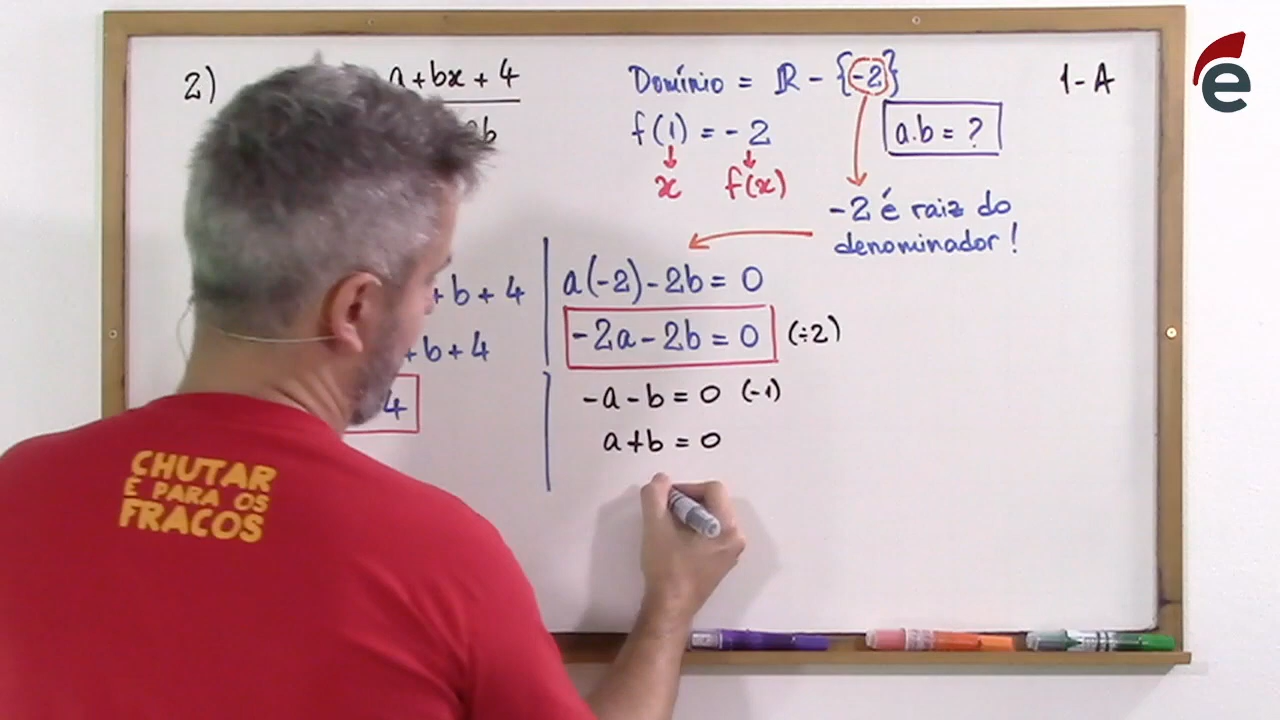 2)
a+bx+4
2b
Domínio = ℝ - {-2}
1-A
f(1) = -2
a.b = ?
x f(x)
-2 é raiz do
denominador!
+b+4
+b+4
4
a(-2)-2b=0
-2a-2b=0 (÷2)
-a-b=0 (-1)
a+b=0
CHUTAR
É PARA OS
FRACOS
e